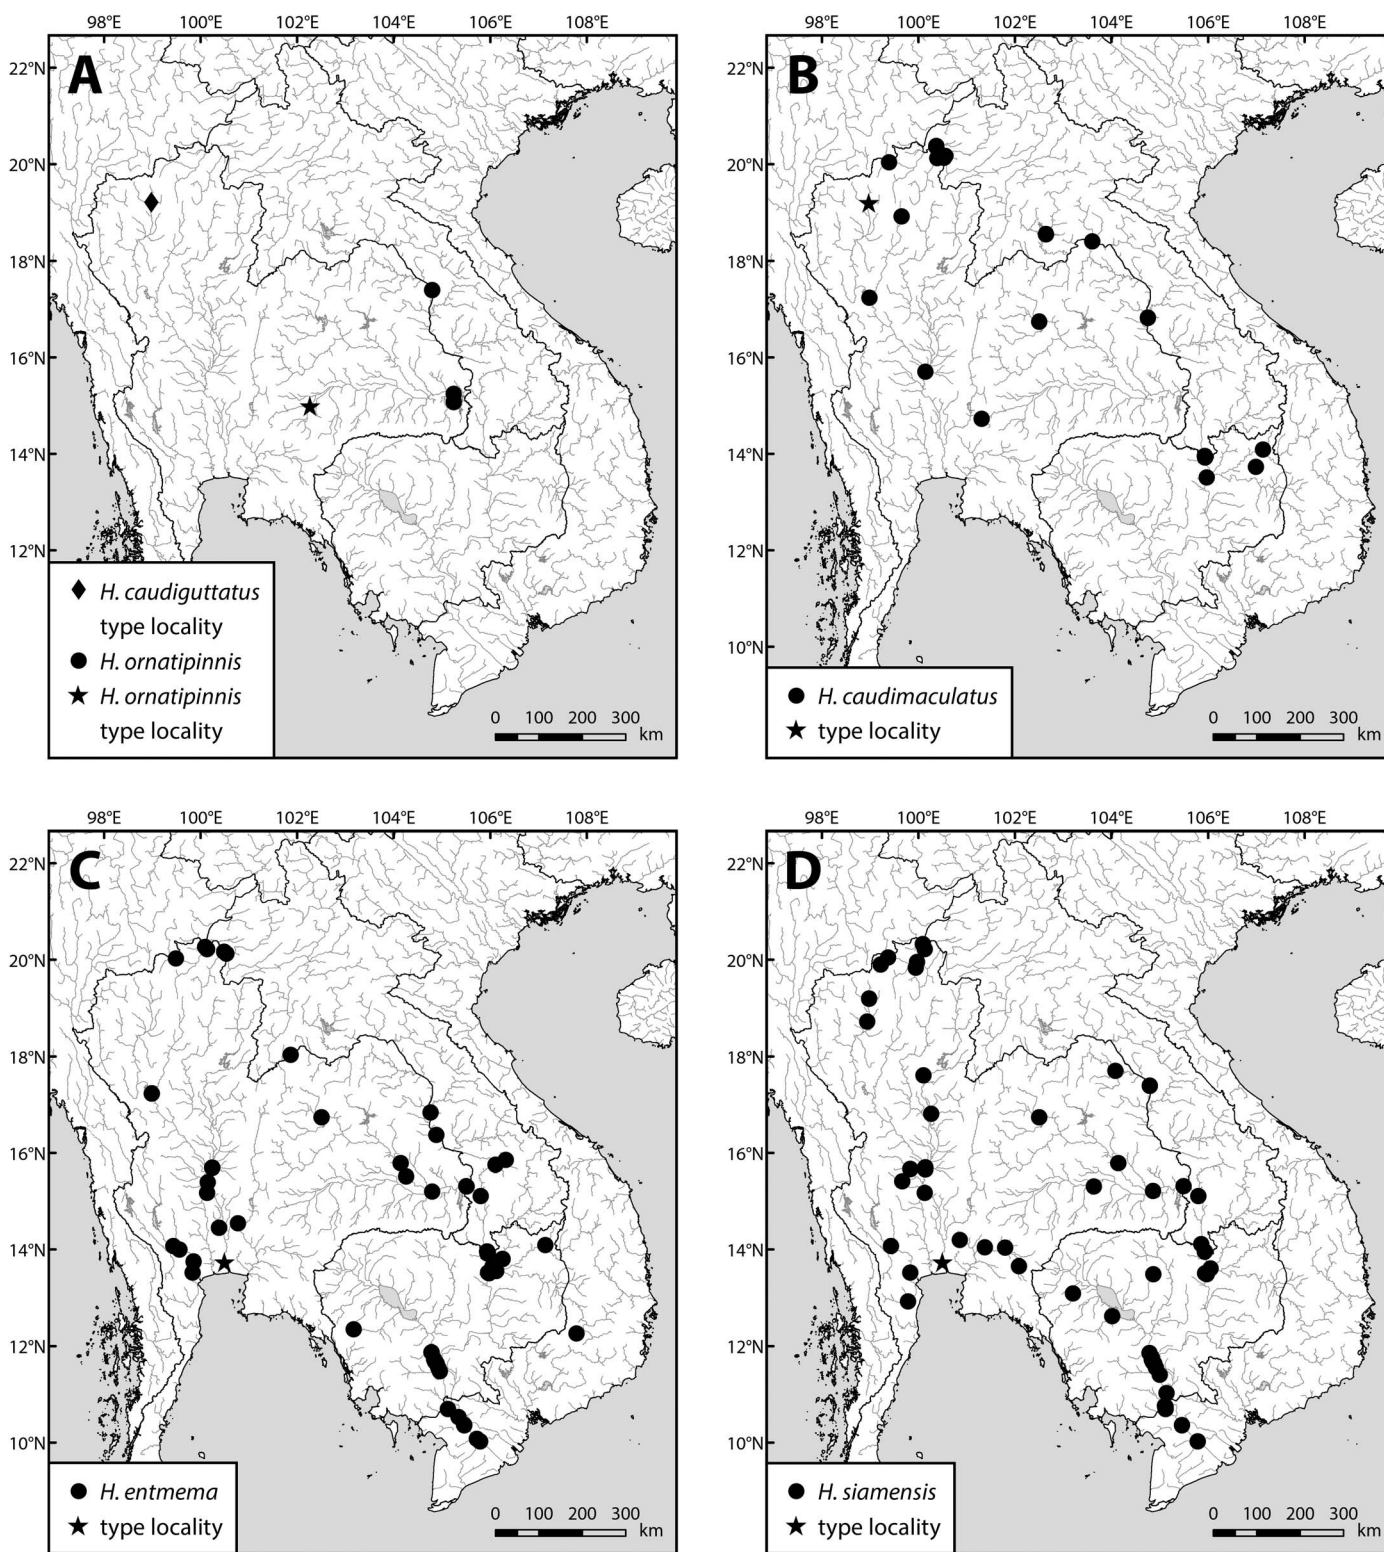 98°E 100°E 102°E 104°E 106°E 108°E
A
22°N
20°N
18°N
16°N
14°N
12°N
H. caudiguttatus
type locality
H. ornatipinnis
H. ornatipinnis
type locality
0 100 200 300
km
98°E 100°E 102°E 104°E 106°E 108°E
B
22°N
20°N
18°N
16°N
14°N
12°N
10°N
H. caudimaculatus
type locality
0 100 200 300
km
98°E 100°E 102°E 104°E 106°E 108°E
C
22°N
20°N
18°N
16°N
14°N
12°N
10°N
H. entmema
type locality
0 100 200 300
km
98°E 100°E 102°E 104°E 106°E 108°E
D
22°N
20°N
18°N
16°N
14°N
12°N
10°N
H. siamensis
type locality
0 100 200 300
km